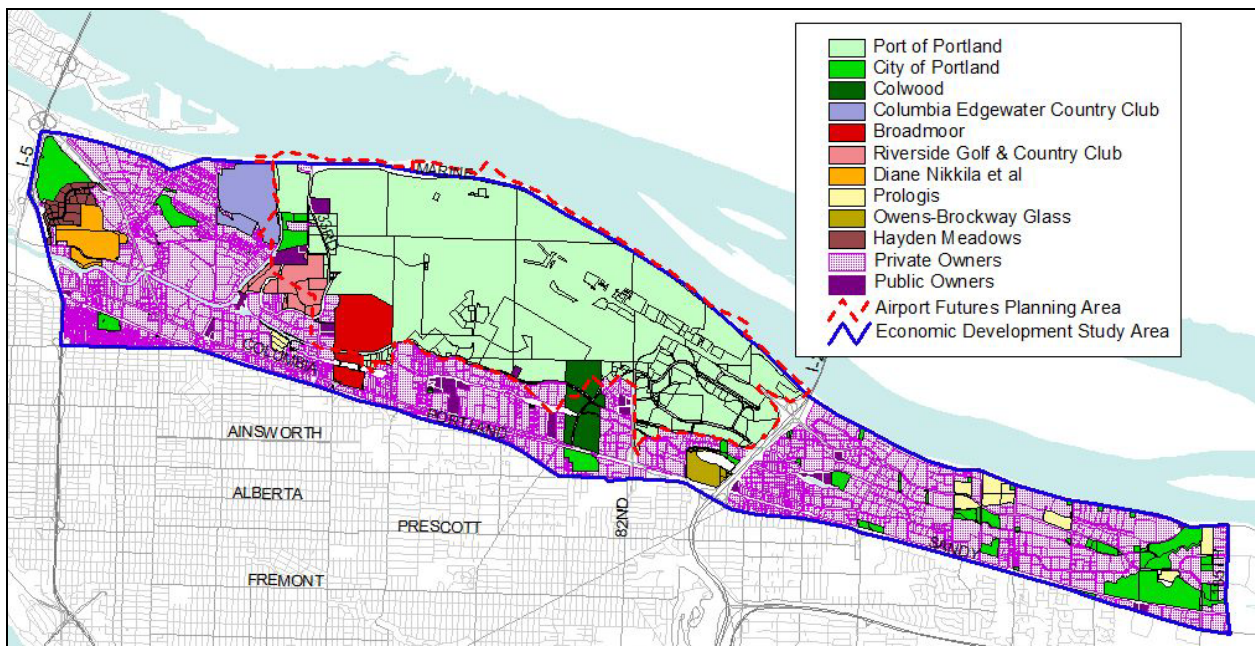 Port of Portland
City of Portland
Colwood
Columbia Edgewater Country Club
Broadmoor
Riverside Golf & Country Club
Diane Nikkila et al
Prologis
Owens-Brockway Glass
Hayden Meadows
Private Owners
Public Owners
Airport Futures Planning Area
Economic Development Study Area
I-5
MARINE
33RD
COLUMBIA
PORTLAND
AINSWORTH
ALBERTA
PRESCOTT
82ND
FREMONT
SANDY